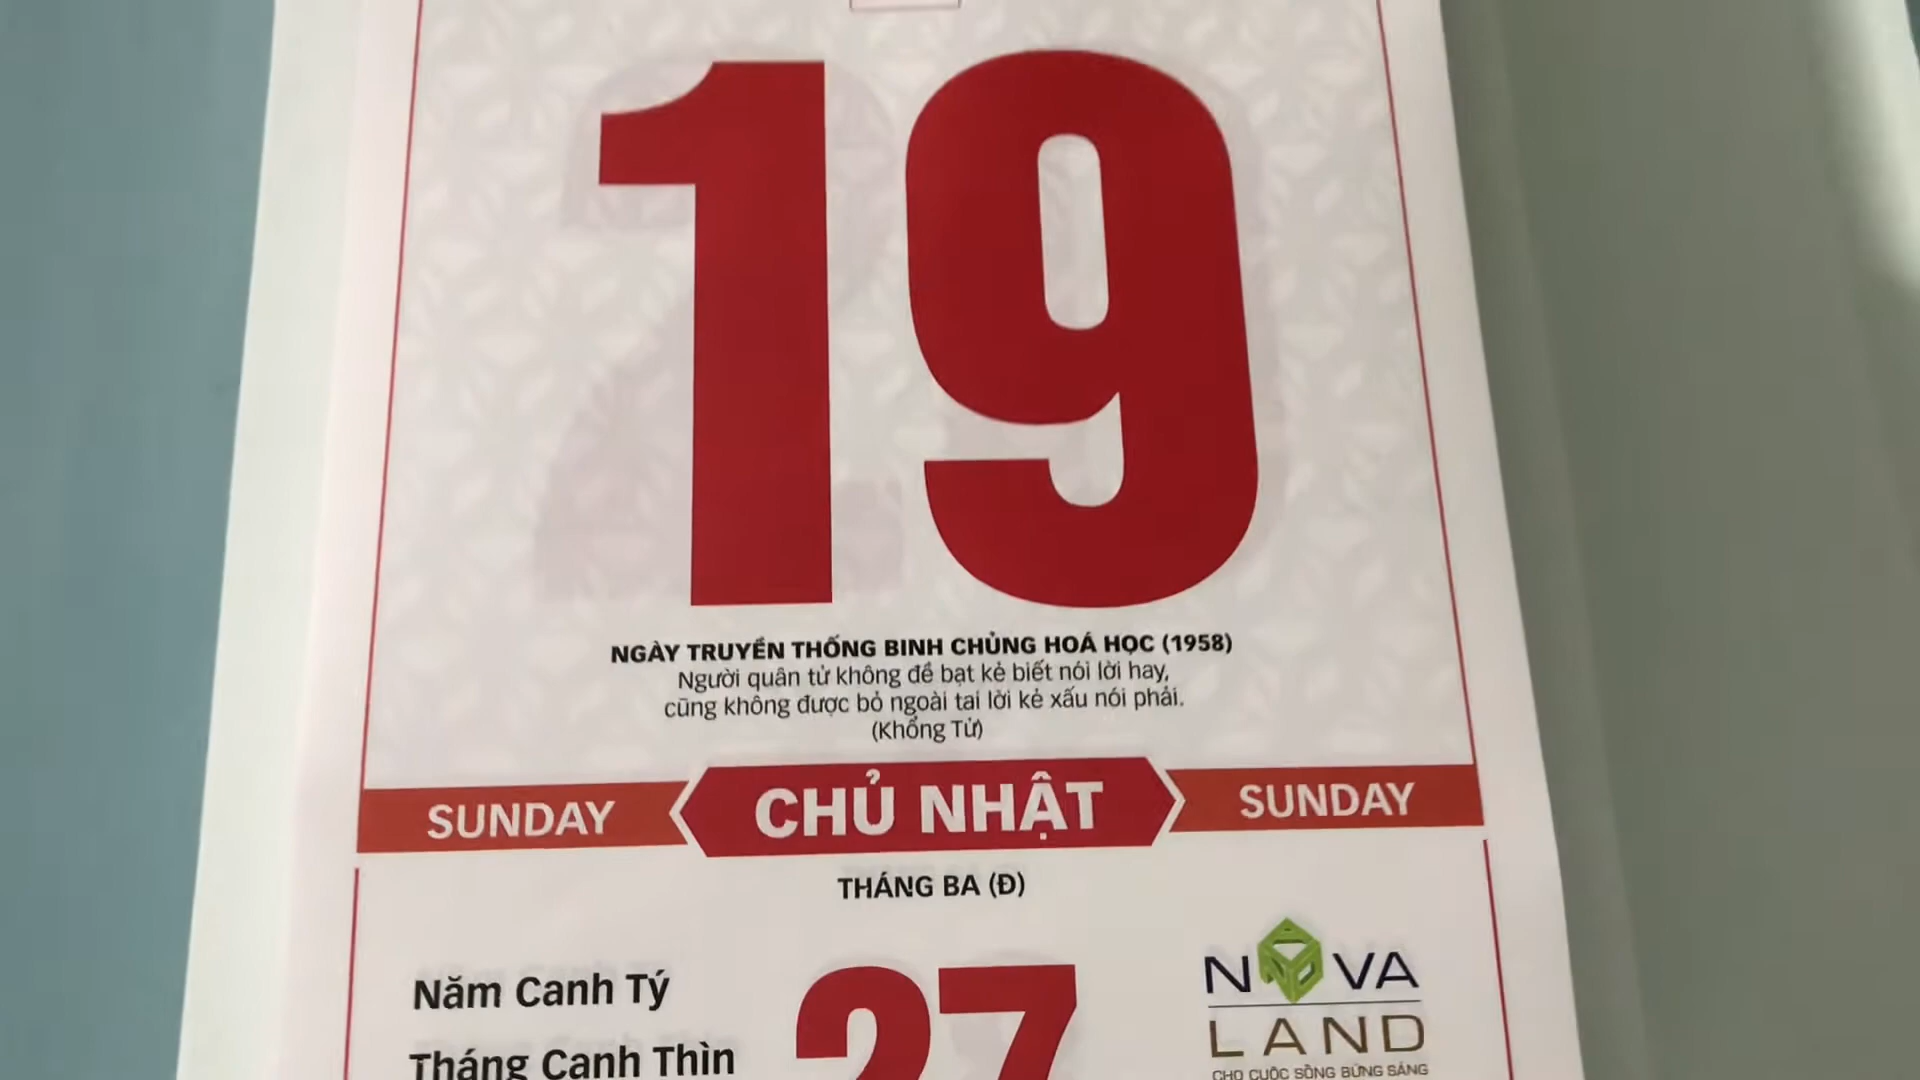 19
NGÀY TRUYỀN THỐNG BINH CHỦNG HOÁ HỌC (1958)
Người quân tử không đề bạt kẻ biết nói lời hay,
cũng không được bỏ ngoài tai lời kẻ xấu nói phải.
(Khổng Tử)
SUNDAY CHỦ NHẬT SUNDAY
THÁNG BA (Đ)
Năm Canh Tý
Tháng Canh Thìn
27
NOVA
LAND
CHO CUỘC SỐNG BỪNG SÁNG